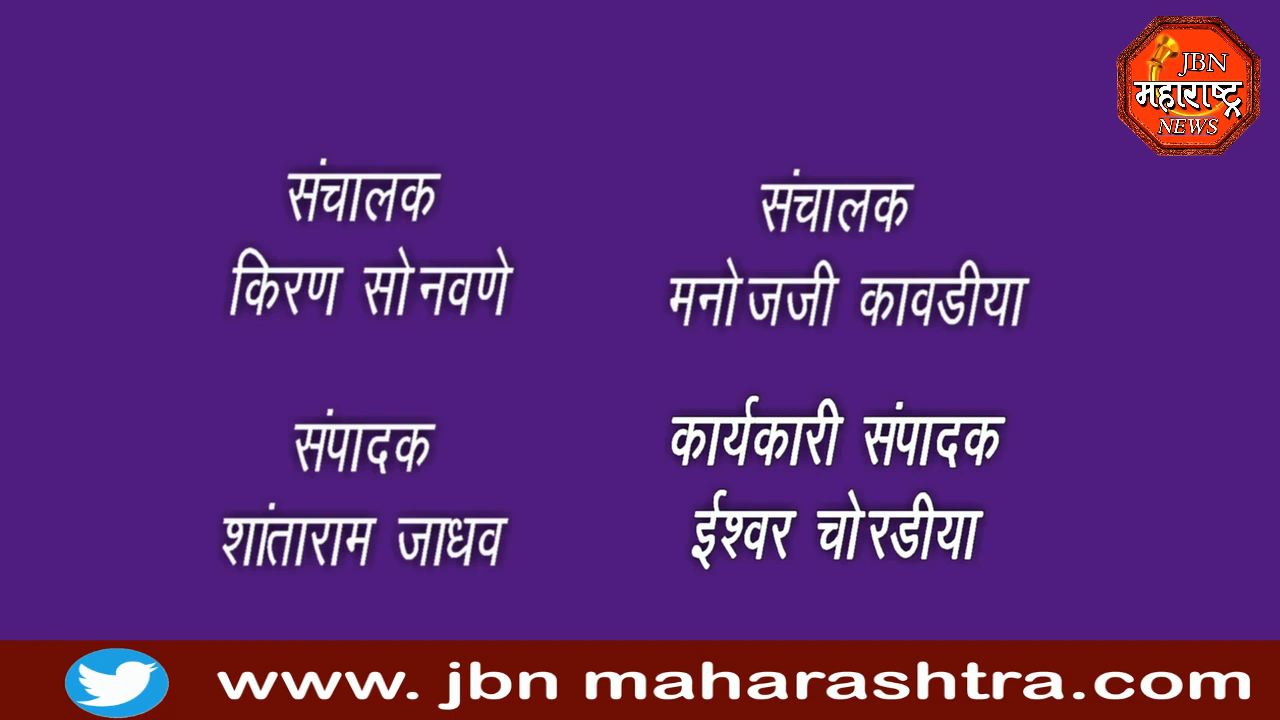 JBN
महाराष्ट्र
NEWS
संचालक
किरण सोनवणे
संचालक
मनोजजी कावडीया
संपादक
शांताराम जाधव
कार्यकारी संपादक
ईश्वर चोरडीया
www. jbn maharashtra.com